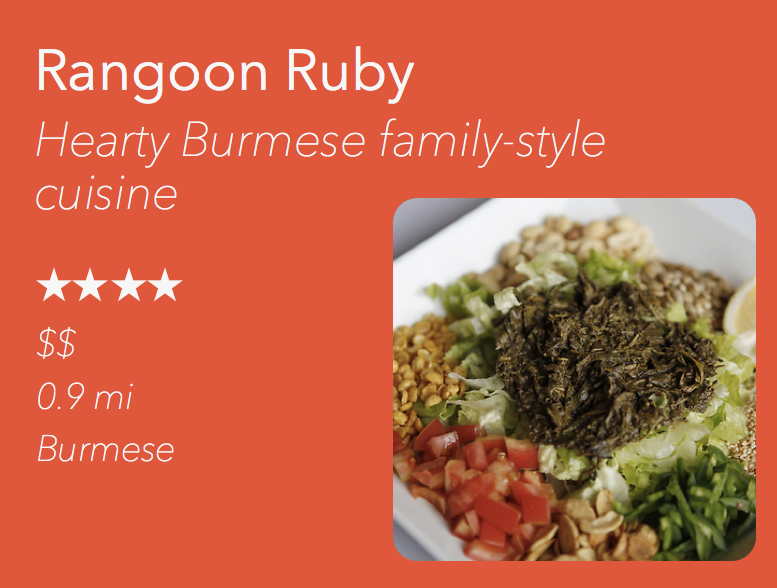 Rangoon Ruby
Hearty Burmese family-style
cuisine
★★★★
$$
0.9 mi
Burmese